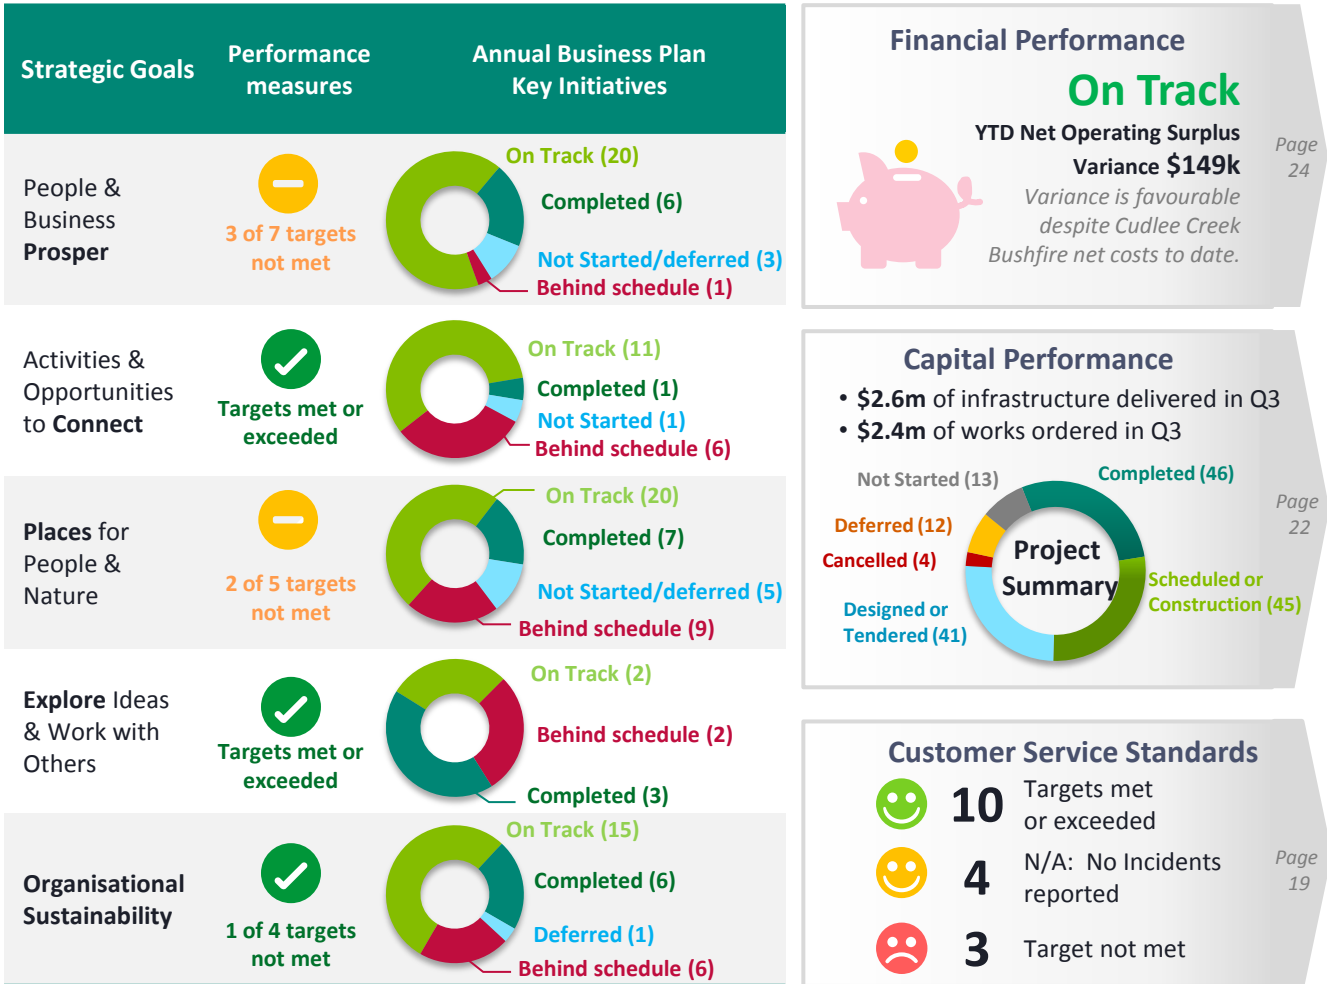 Strategic Goals
Performance
measures
Annual Business Plan
Key Initiatives
People &
Business
Prosper
3 of 7 targets
not met
On Track (20)
Completed (6)
Not Started/deferred (3)
Behind schedule (1)
Activities &
Opportunities
to Connect
Targets met or
exceeded
On Track (11)
Completed (1)
Not Started (1)
Behind schedule (6)
Places for
People &
Nature
2 of 5 targets
not met
On Track (20)
Completed (7)
Not Started/deferred (5)
Behind schedule (9)
Explore Ideas
& Work with
Others
Targets met or
exceeded
On Track (2)
Behind schedule (2)
Completed (3)
Organisational
Sustainability
1 of 4 targets
not met
On Track (15)
Completed (6)
Deferred (1)
Behind schedule (6)
Financial Performance
On Track
YTD Net Operating Surplus
Variance $149k
Variance is favourable
despite Cudlee Creek
Bushfire net costs to date.
Page
24
Capital Performance
• $2.6m of infrastructure delivered in Q3
• $2.4m of works ordered in Q3
Not Started (13)
Completed (46)
Deferred (12)
Cancelled (4)
Project
Summary
Scheduled or
Construction (45)
Designed or
Tendered (41)
Page
22
Customer Service Standards
10 Targets met
or exceeded
4 N/A: No Incidents
reported
3 Target not met
Page
19